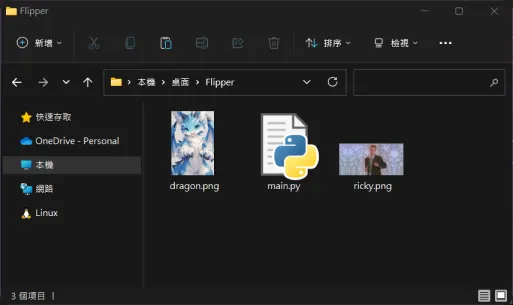 Flipper
新增
排序
檢視
本機 > 桌面 > Flipper
快速存取
OneDrive - Personal
本機
網路
Linux
dragon.png
main.py
ricky.png
3 個項目